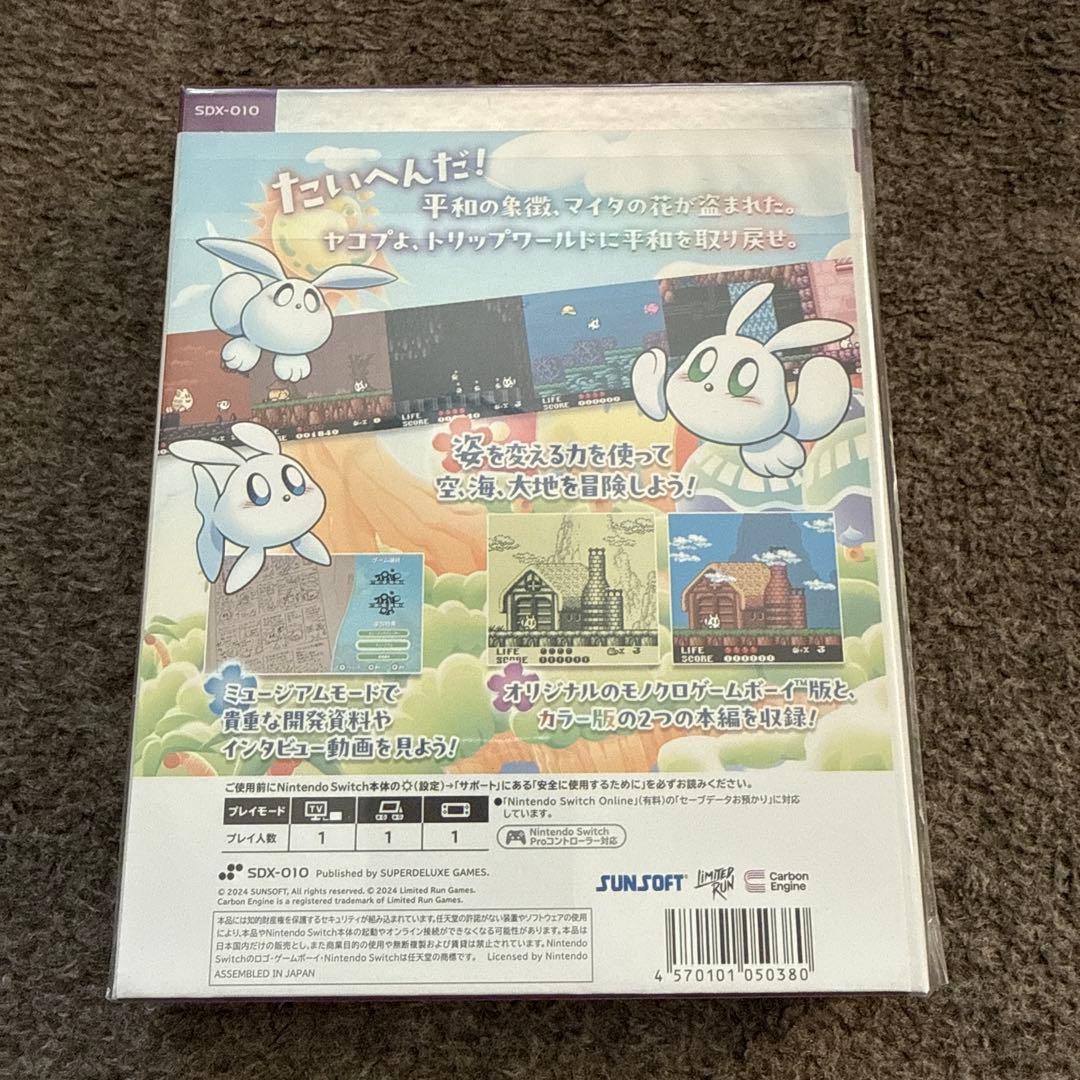 SDX-010
たいへんだ!
平和の象徴、マイタの花が盗まれた。
ヤコプよ、トリップワールドに平和を取り戻せ。
LIFE
SCORE
LIFE
SCORE 000000
001840
姿を変える力を使って
空、海、大地を冒険しよう!
LIFE
SCORE 000000
LIFE
SCORE 000000
ミュージアムモードで
貴重な開発資料や
インタビュー動画を見よう!
オリジナルのモノクロゲームボーイ™版と、
カラー版の2つの本編を収録!
ご使用前にNintendo Switch本体の(設定)→「サポート」にある「安全に使用するために」を必ずお読みください。
プレイモード TV
プレイ人数 1 1 1
●「Nintendo Switch Online」(有料)の「セーブデータお預かり」に対応
しています。
Nintendo Switch
Proコントローラー対応
SDX-010 Published by SUPERDELUXE GAMES.
© 2024 SUNSOFT, All rights reserved. © 2024 Limited Run Games.
Carbon Engine is a registered trademark of Limited Run Games.
SUNSOFT® LIMITED RUN Carbon Engine
本品には知的財産権を保護するセキュリティが組み込まれています。任天堂の許諾がない装置やソフトウェアの使用
により、本品やNintendo Switch本体の起動やオンライン接続ができなくなる可能性があります。本品は
日本国内だけの販売とし、また商業目的の使用や無断複製および賃貸は禁止されています。Nintendo
Switchのロゴ・ゲームボーイ・Nintendo Switchは任天堂の商標です。 Licensed by Nintendo
ASSEMBLED IN JAPAN
4 570101 050380